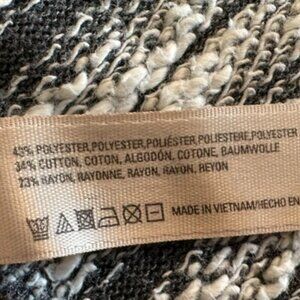 43% POLYESTER,POLYESTER,POLIÉSTER,POLIESTERE,POLYESTER
34% COTTON, COTON, ALGODÓN, COTONE, BAUMWOLLE
23% RAYON, RAYONNE, RAYON, RAYON, REYON
MADE IN VIETNAM/HECHO EN